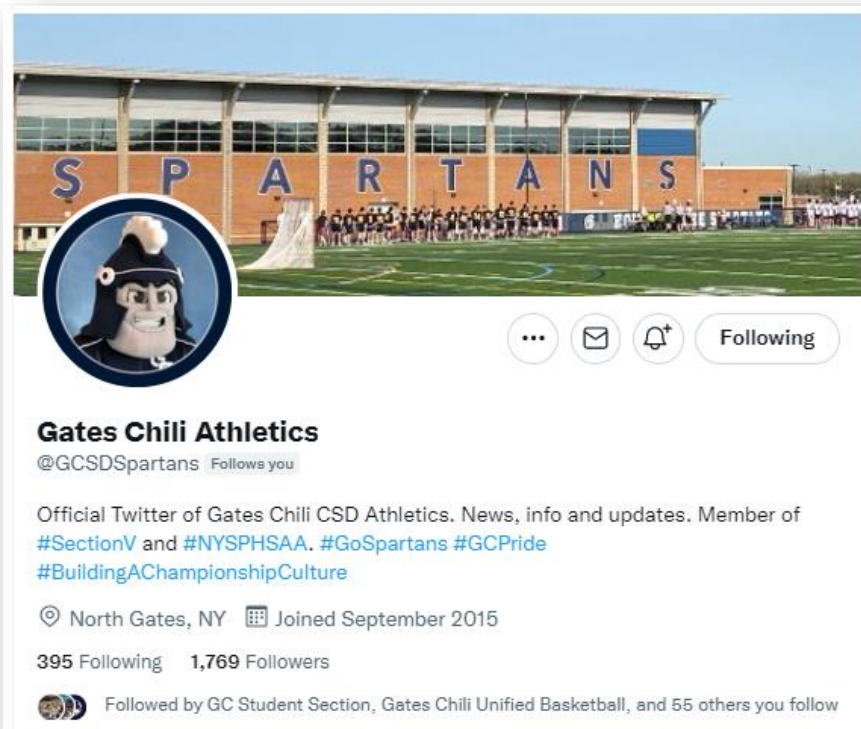 SPARTANS
Following
Gates Chili Athletics
@GCSDSpartans Follows you
Official Twitter of Gates Chili CSD Athletics. News, info and updates. Member of
#SectionV and #NYSPHSAA. #GoSpartans #GCPride
#BuildingAChampionshipCulture
North Gates, NY Joined September 2015
395 Following 1,769 Followers
Followed by GC Student Section, Gates Chili Unified Basketball, and 55 others you follow